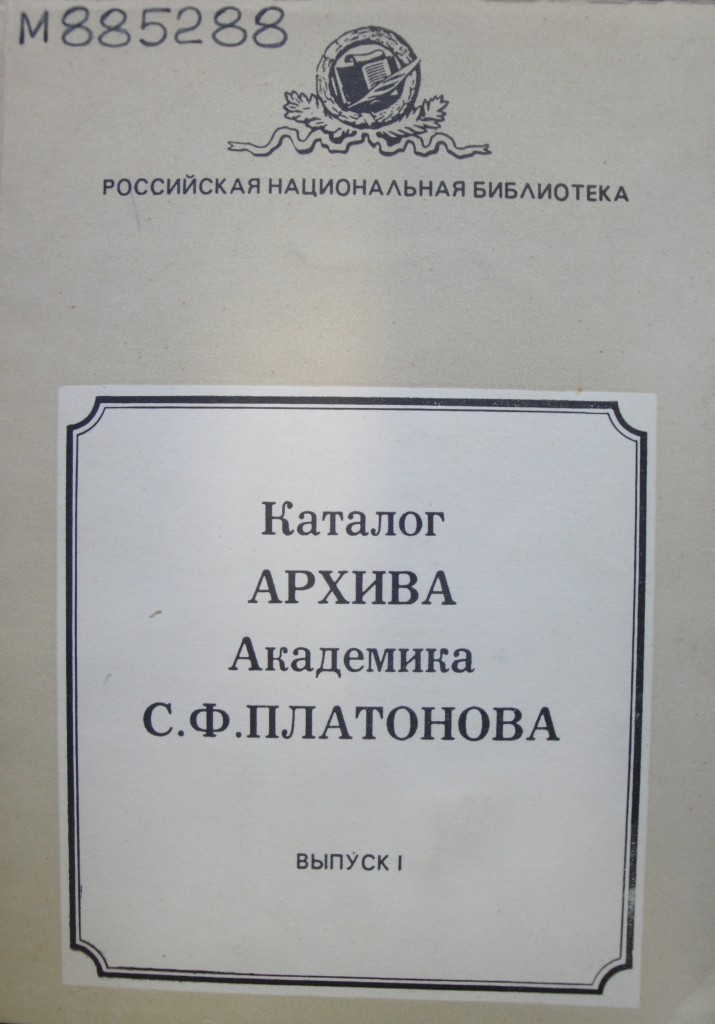 М885288
РОССИЙСКАЯ НАЦИОНАЛЬНАЯ БИБЛИОТЕКА
Каталог
АРХИВА
Академика
С.Ф.ПЛАТОНОВА
ВЫПУСК I